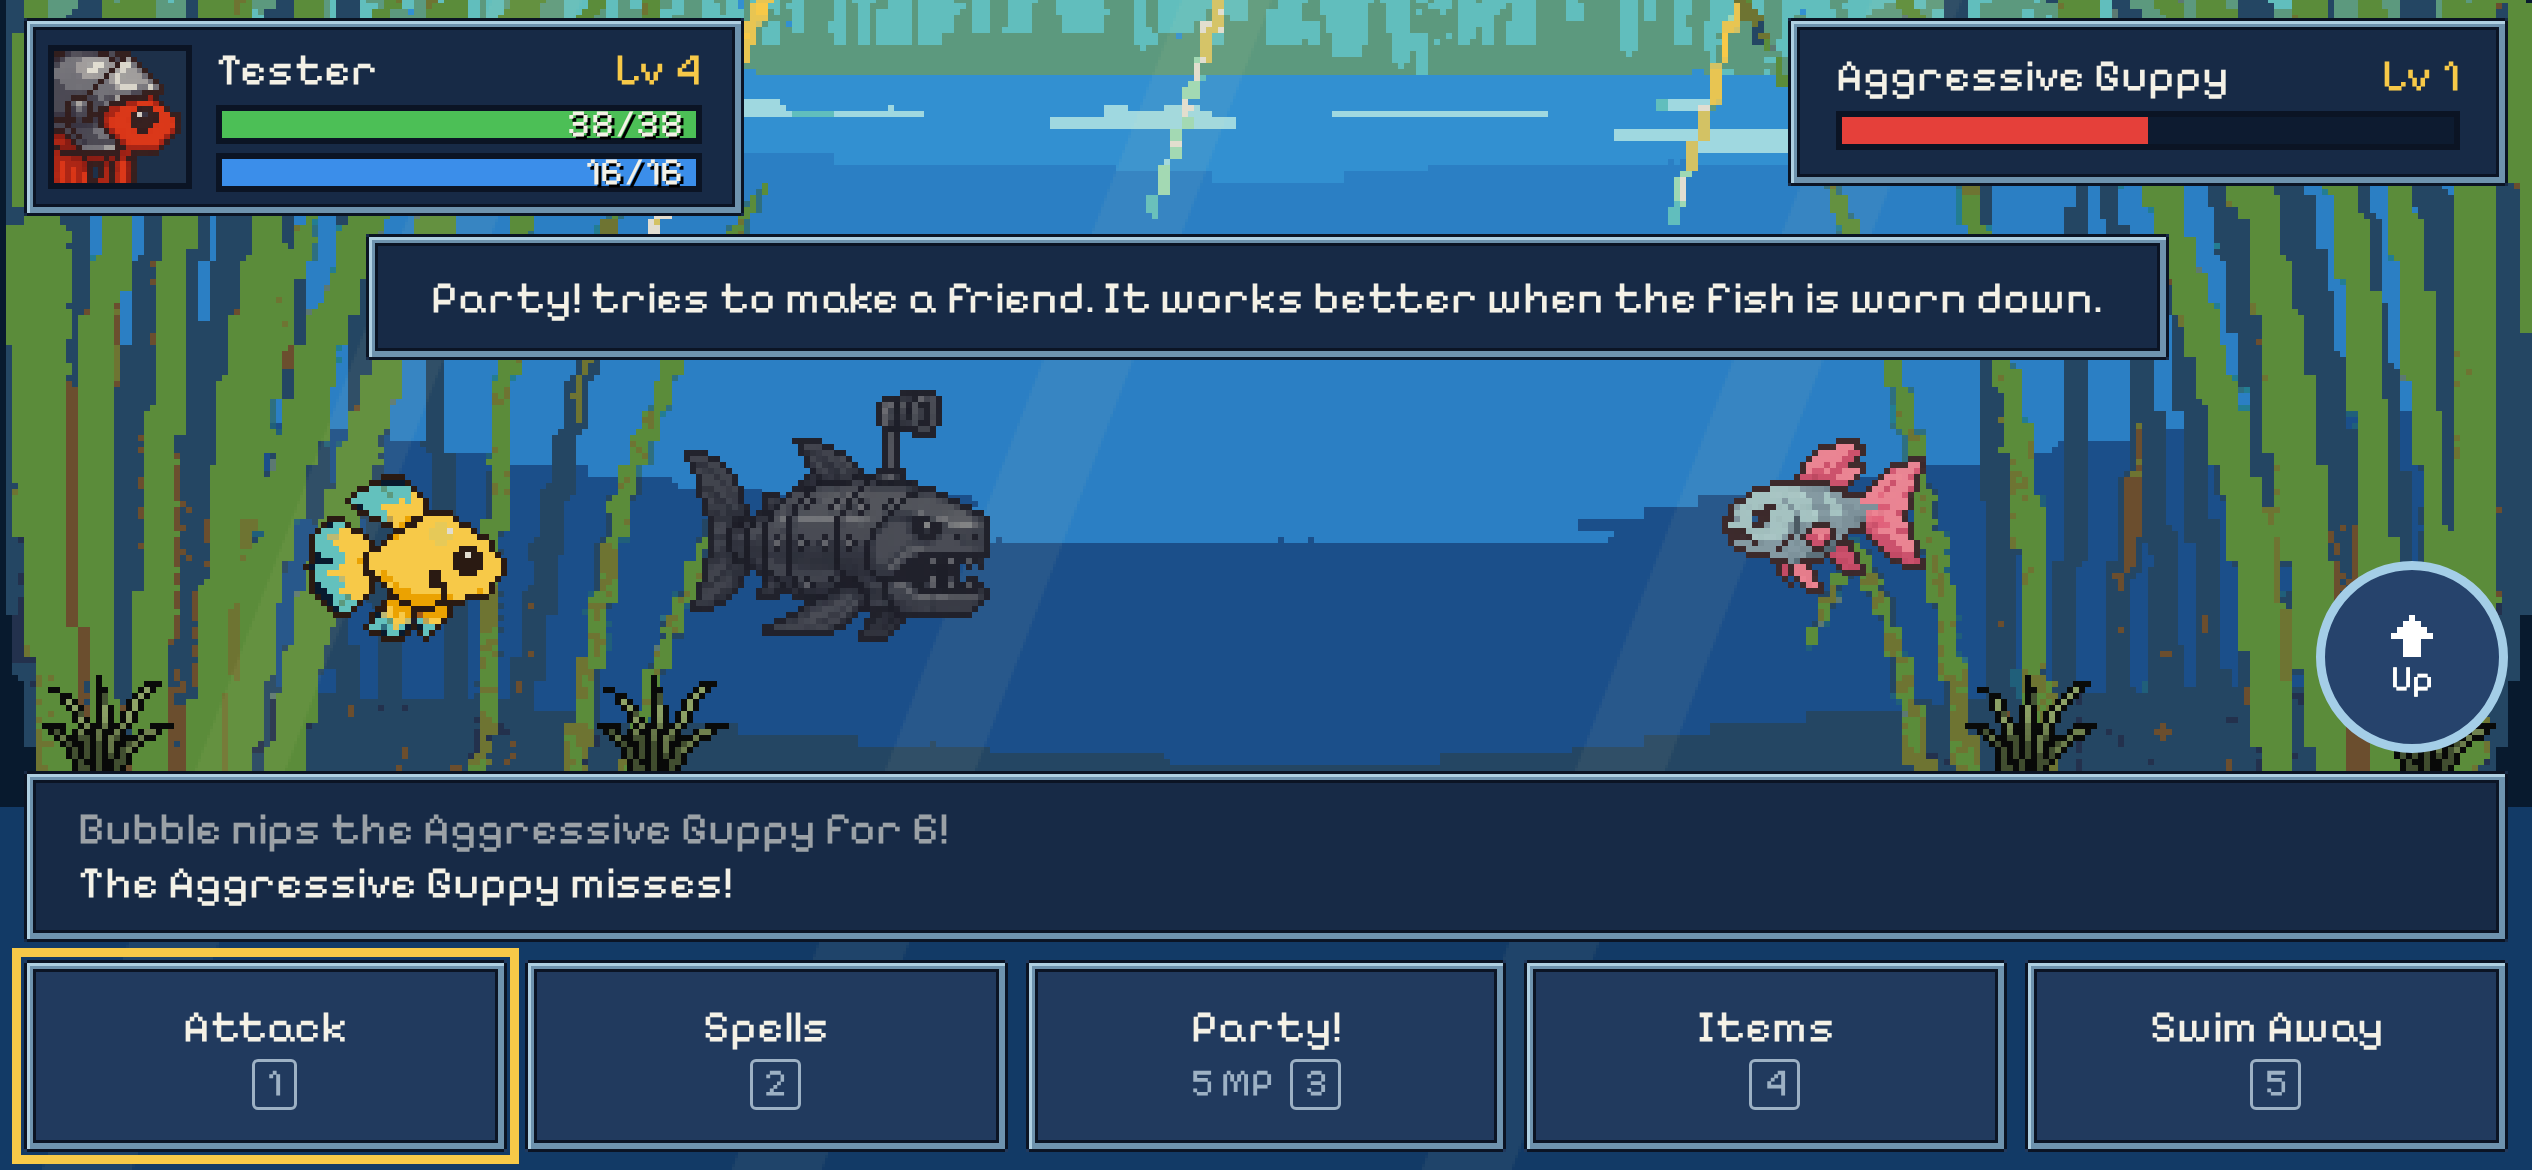 Tester Lv 4
38/38
16/16
Aggressive Guppy Lv 1
Party! tries to make a friend. It works better when the fish is worn down.
Up
Bubble nips the Aggressive Guppy for 6!
The Aggressive Guppy misses!
Attack
1
Spells
2
Party!
5 MP 3
Items
4
Swim Away
5